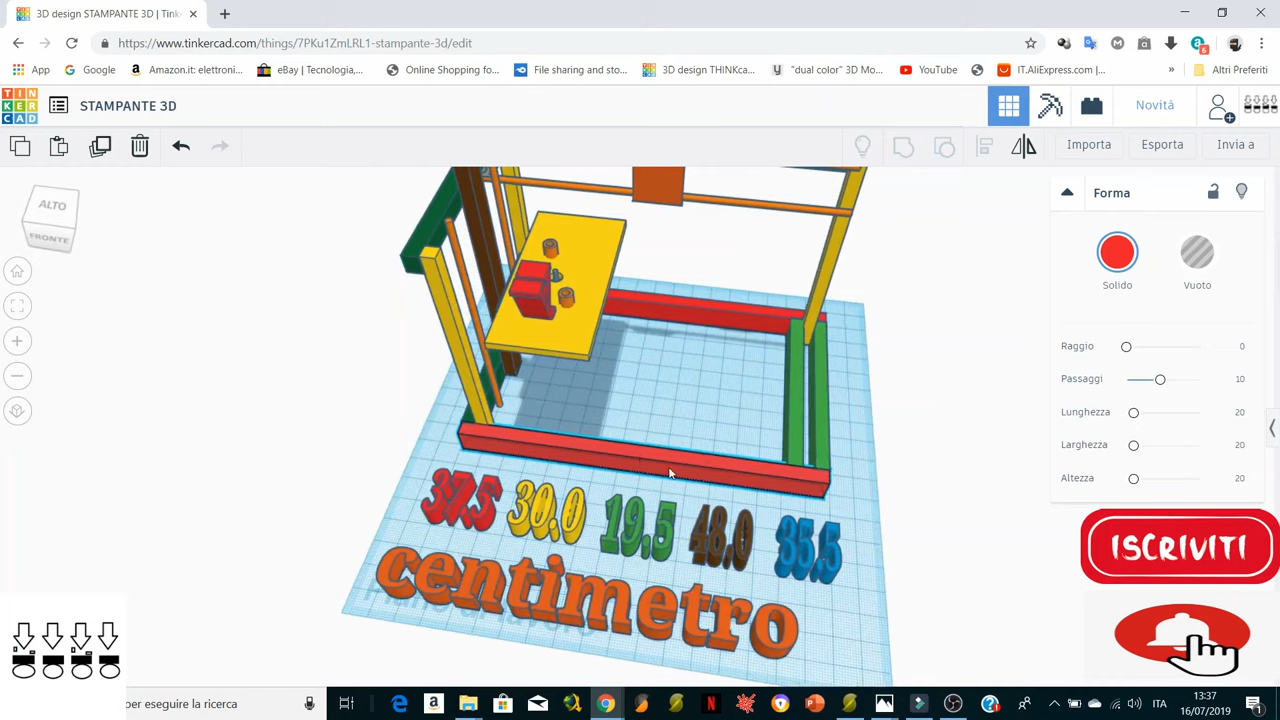 3D design STAMPANTE 3D | Tin
https://www.tinkercad.com/things/7PKu1ZmLRL1-stampante-3d/edit
6
App
Google
Amazon.it: elettroni...
eBay | Tecnologia,...
Online Shopping fo...
File sharing and sto...
3D design THINKca...
"dual color" 3D Mo...
YouTube
IT.AliExpress.com |...
»
Altri Preferiti
TIN
KER
CAD
STAMPANTE 3D
Novità
Importa
Esporta
Invia a
ALTO
FRONTE
Forma
Solido
Vuoto
Raggio 0
Passaggi 10
Lunghezza 20
Larghezza 20
Altezza 20
37.5 30.0 19.5 48.0 35.5
centimetro
ISCRIVITI
per eseguire la ricerca
ITA
13:37
16/07/2019
1